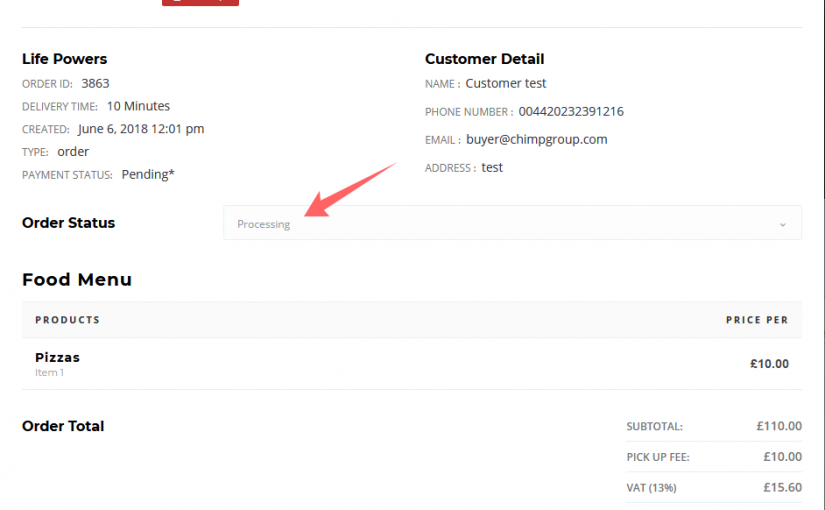 Life Powers
ORDER ID: 3863
DELIVERY TIME: 10 Minutes
CREATED: June 6, 2018 12:01 pm
TYPE: order
PAYMENT STATUS: Pending*
Customer Detail
NAME : Customer test
PHONE NUMBER : 004420232391216
EMAIL : buyer@chimpgroup.com
ADDRESS : test
Order Status
Processing
Food Menu
PRODUCTS PRICE PER
Pizzas
Item 1
£10.00
Order Total
SUBTOTAL: £110.00
PICK UP FEE: £10.00
VAT (13%) £15.60